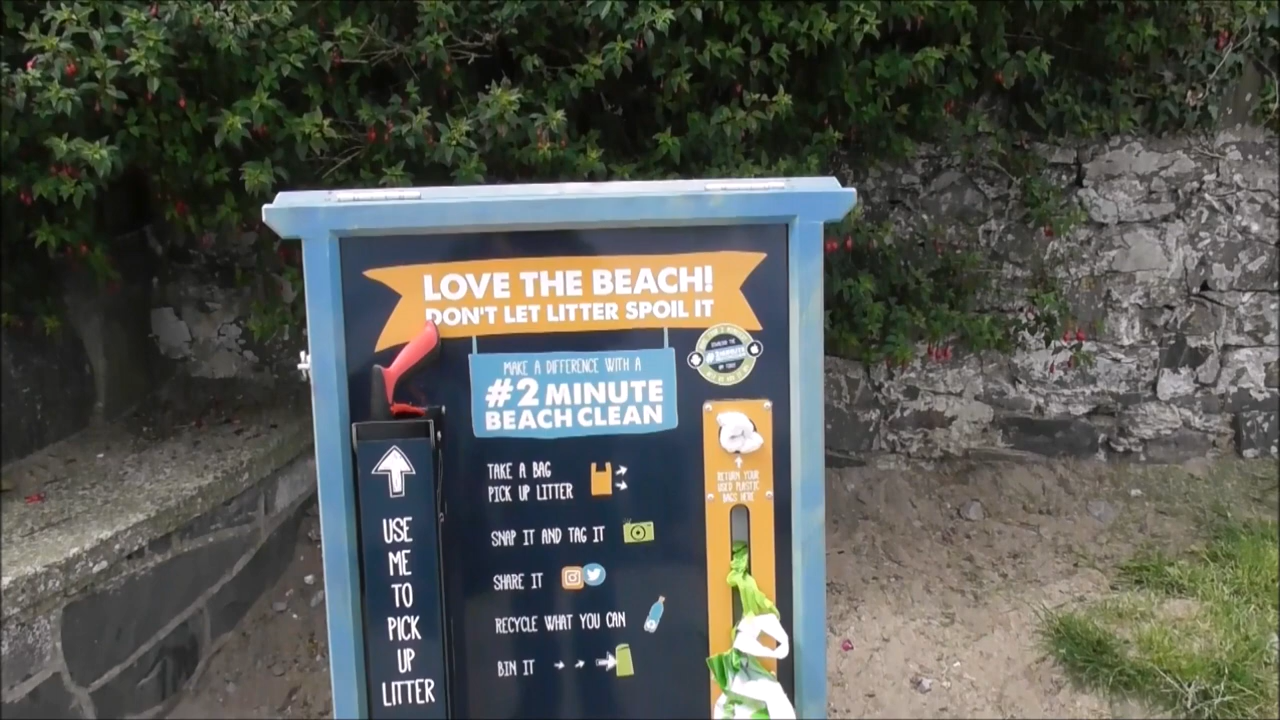 LOVE THE BEACH!
DON'T LET LITTER SPOIL IT
MAKE A DIFFERENCE WITH A
#2 MINUTE
BEACH CLEAN
TAKE A BAG
PICK UP LITTER
SNAP IT AND TAG IT
SHARE IT
RECYCLE WHAT YOU CAN
BIN IT
USE
ME
TO
PICK
UP
LITTER
RETURN YOUR
USED PLASTIC
BAGS HERE